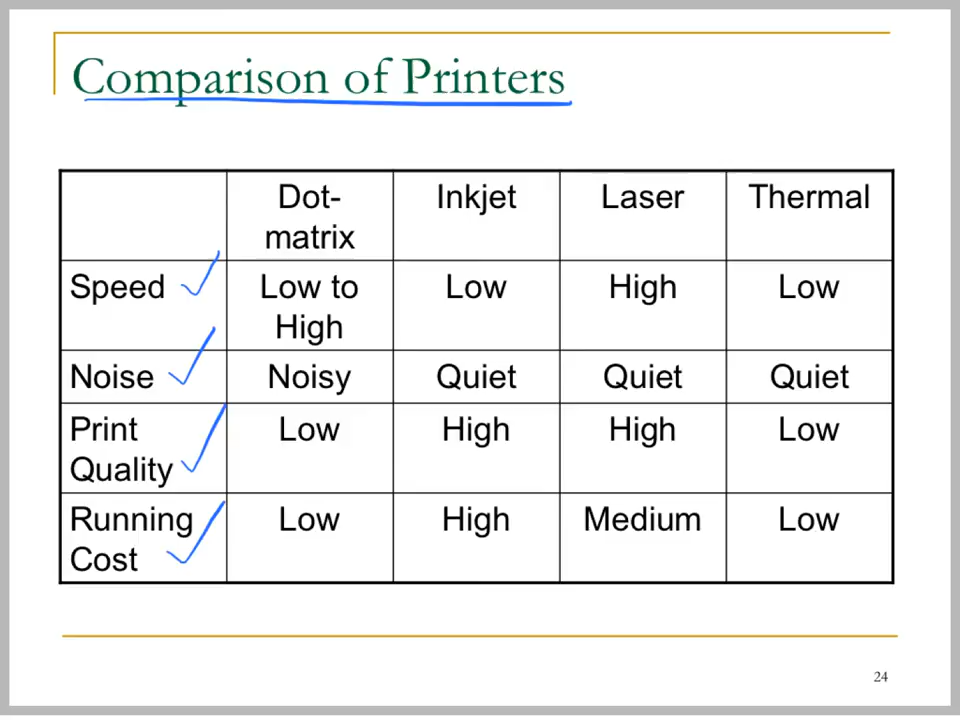 Comparison of Printers
Dot-
matrix
Inkjet
Laser
Thermal
Speed
Low to
High
Low
High
Low
Noise
Noisy
Quiet
Quiet
Quiet
Print
Quality
Low
High
High
Low
Running
Cost
Low
High
Medium
Low
24